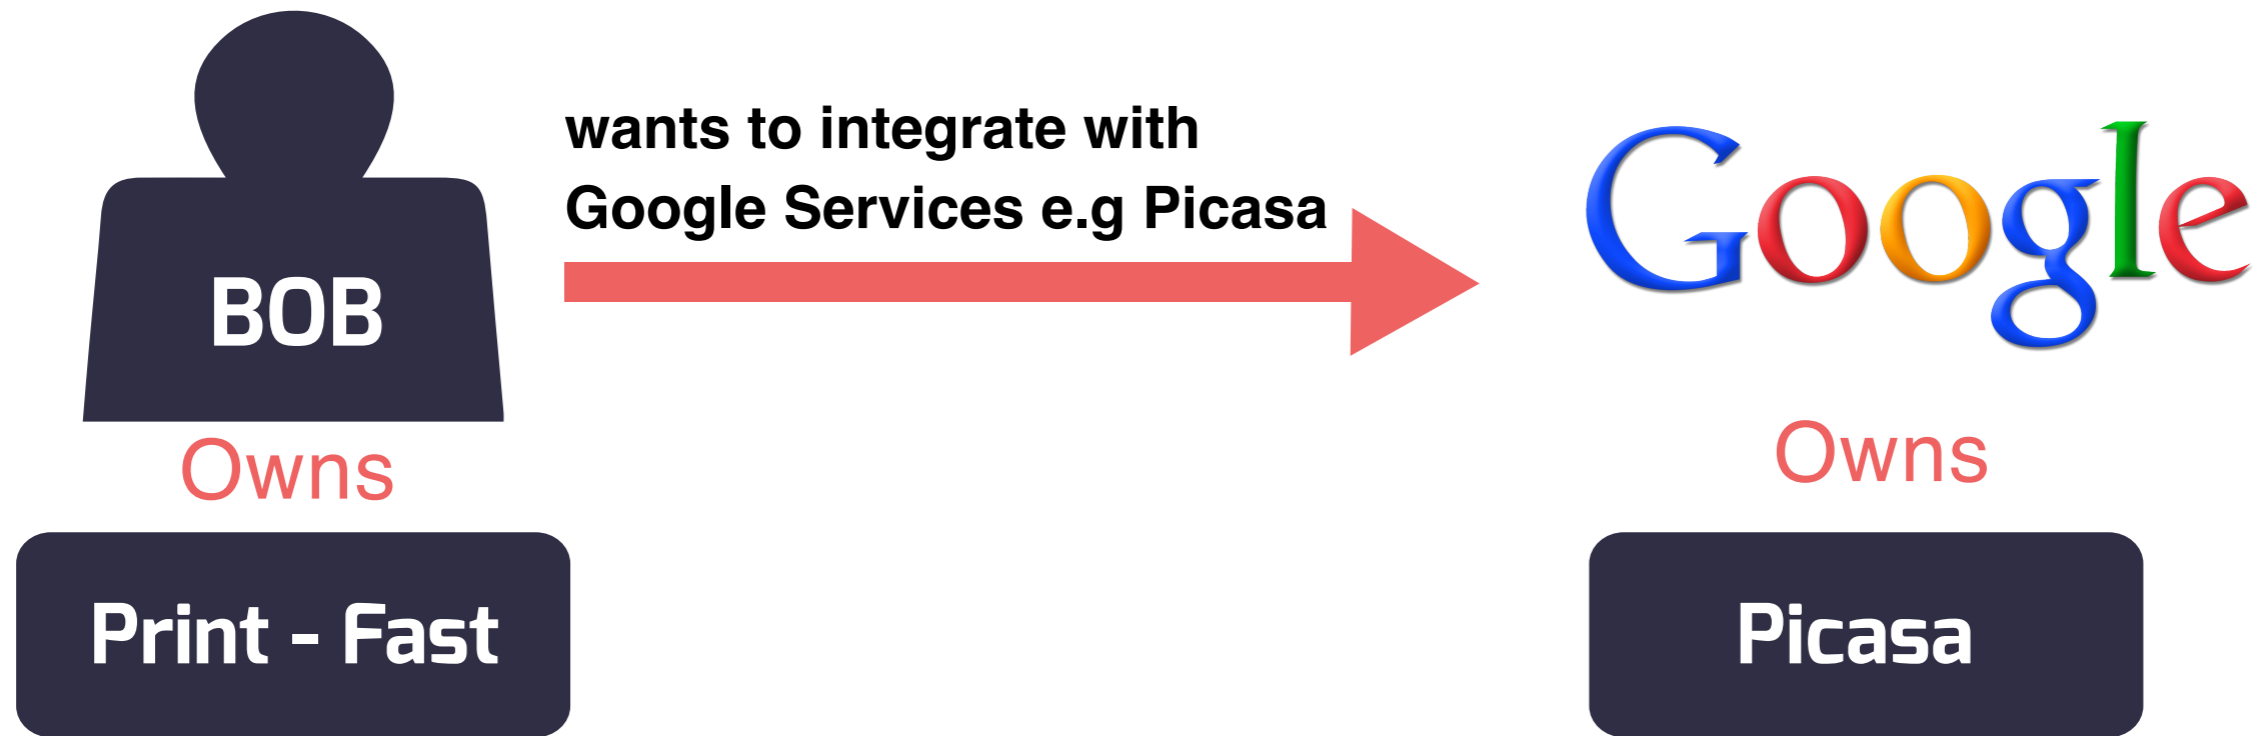 BOB
wants to integrate with
Google Services e.g Picasa
Google
Owns
Owns
Print - Fast
Picasa